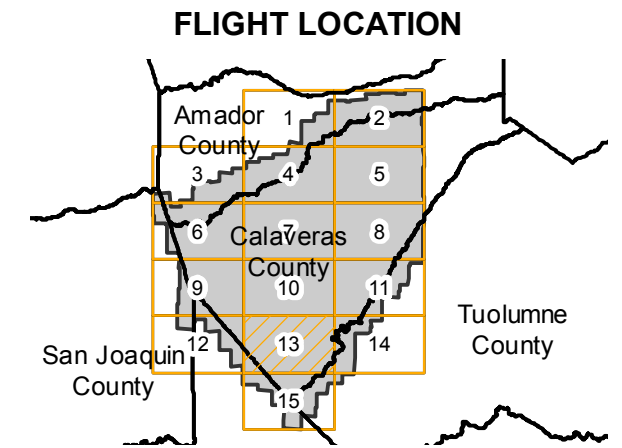 FLIGHT LOCATION
Amador
County
1
2
3
4
5
6
7
8
Calaveras
County
9
10
11
12
13
14
San Joaquin
County
Tuolumne
County
15